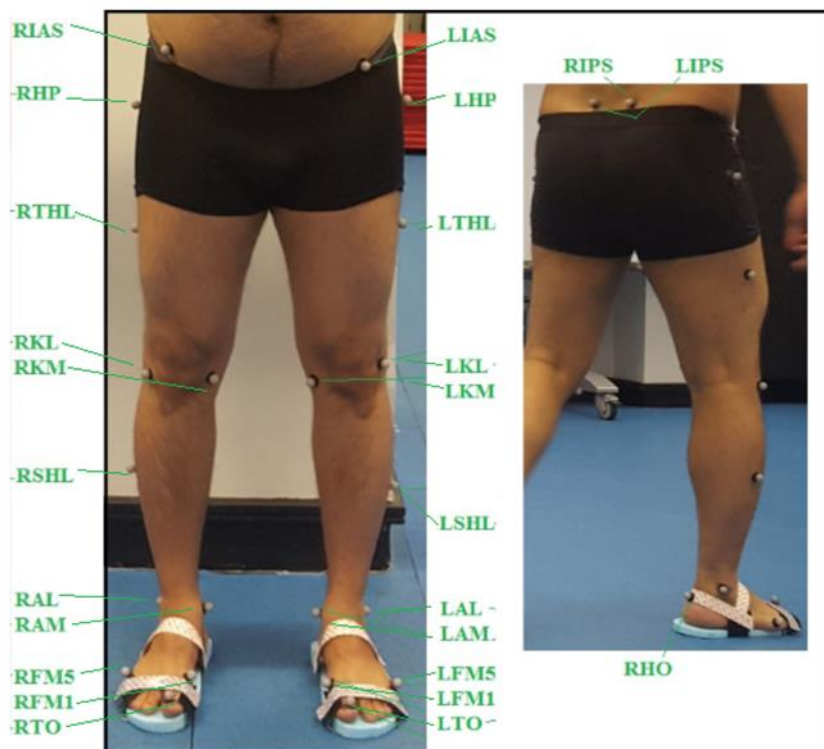 RIAS
LIAS
RHP
LHP
RTHL
LTHL
RKL
RKM
LKL
LKM
RSHL
LSHL
RAL
RAM
LAL
LAM
RFM5
RFM1
RTO
LFM5
LFM1
LTO
RIPS LIPS
RHO